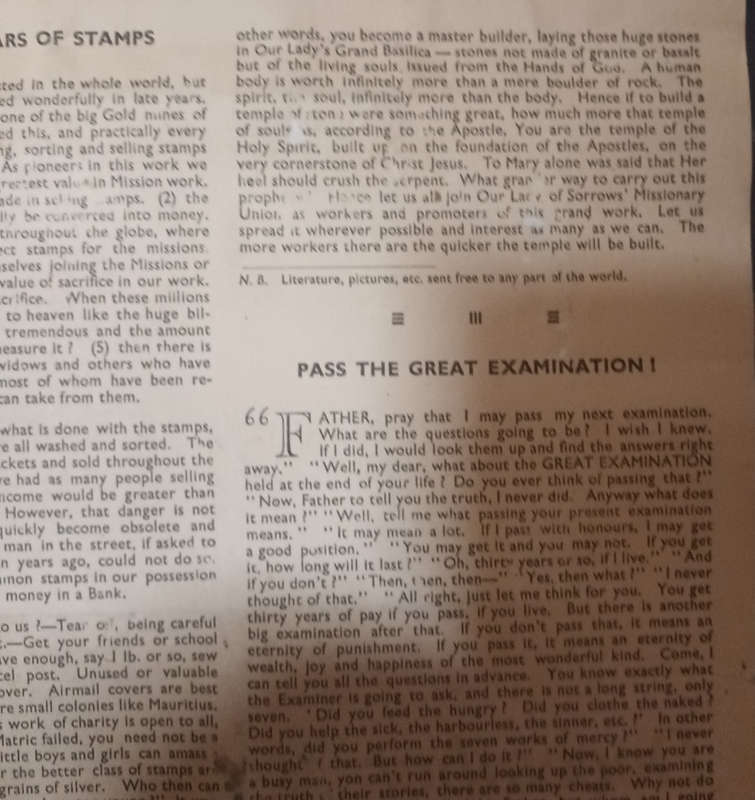 RS OF STAMPS
ted in the whole world, but
ed wonderfully in late years.
one of the big Gold mines of
ed this, and practically every
ng, sorting and selling stamps
As pioneers in this work we
reatest value in Mission work.
ade in selling stamps. (2) the
lly be converted into money.
throughout the globe, where
ect stamps for the missions.
selves joining the Missions or
value of sacrifice in our work.
crifice. When these millions
to heaven like the huge bil-
tremendous and the amount
easure it ? (5) then there is
widows and others who have
most of whom have been re-
can take from them.
what is done with the stamps,
e all washed and sorted. The
ckets and sold throughout the
e had as many people selling
ncome would be greater than
However, that danger is not
quickly become obsolete and
man in the street, if asked to
n years ago, could not do so.
mon stamps in our possession
money in a Bank.
o us ?—Tear off, being careful
.—Get your friends or school
ve enough, say 1 lb. or so, sew
cel post. Unused or valuable
over. Airmail covers are best
re small colonies like Mauritius,
work of charity is open to all,
Matric failed, you need not be a
ittle boys and girls can amass
r the better class of stamps are
grains of silver. Who then can
other words, you become a master builder, laying those huge stones
in Our Lady's Grand Basilica — stones not made of granite or basalt
but of the living souls issued from the Hands of God. A human
body is worth infinitely more than a mere boulder of rock. The
spirit, the soul, infinitely more than the body. Hence if to build a
temple of stone were something great, how much more that temple
of souls as, according to the Apostle, You are the temple of the
Holy Spirit, built up on the foundation of the Apostles, on the
very cornerstone of Christ Jesus. To Mary alone was said that Her
heel should crush the serpent. What grander way to carry out this
Hence let us all join Our Lady of Sorrows' Missionary
Union, as workers and promoters of this grand work. Let us
spread it wherever possible and interest as many as we can. The
more workers there are the quicker the temple will be built.
N. B. Literature, pictures, etc. sent free to any part of the world.
PASS THE GREAT EXAMINATION !
“FATHER, pray that I may pass my next examination.
What are the questions going to be ? I wish I knew.
If I did, I would look them up and find the answers right
away.” “Well, my dear, what about the GREAT EXAMINATION
held at the end of your life ? Do you ever think of passing that ?”
“Now, Father to tell you the truth, I never did. Anyway what does
it mean ?” “Well, tell me what passing your present examination
means.” “It may mean a lot. If I pass with honours, I may get
a good position.” “You may get it and you may not. If you get
it, how long will it last ?” “Oh, thirty years or so, if I live.” “And
if you don't ?” “Then, then, then—” “Yes, then what ?” “I never
thought of that.” “All right, just let me think for you. You get
thirty years of pay if you pass, if you live. But there is another
big examination after that. If you don't pass that, it means an
eternity of punishment. If you pass it, it means an eternity of
wealth, joy and happiness of the most wonderful kind. Come, I
can tell you all the questions in advance. You know exactly what
the Examiner is going to ask, and there is not a long string, only
seven. ‘Did you feed the hungry ? Did you clothe the naked ?
Did you help the sick, the harbourless, the sinner, etc. ?’ In other
words, did you perform the seven works of mercy ?” “I never
thought of that. But how can I do it ?” “Now, I know you are
a busy man, you can't run around looking up the poor, examining
the truth their stories, there are so many cheats. Why not do